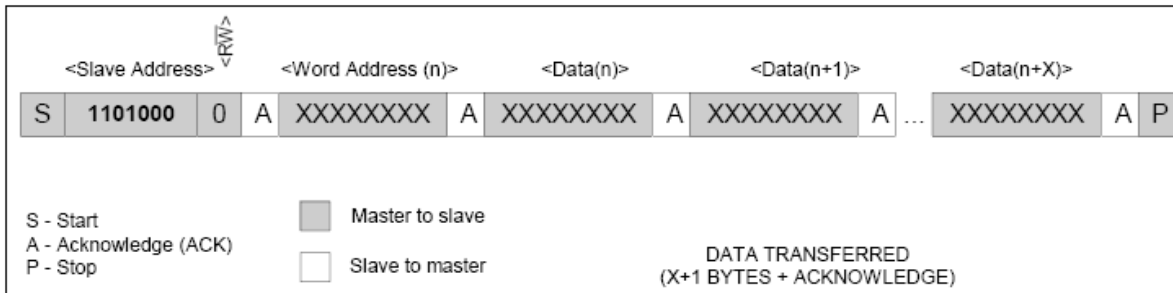 <RW>
<Slave Address> <Word Address (n)> <Data(n)> <Data(n+1)> <Data(n+X)>
S 1101000 0 A XXXXXXXX A XXXXXXXX A XXXXXXXX A ... XXXXXXXX A P
S - Start
A - Acknowledge (ACK)
P - Stop
Master to slave
Slave to master
DATA TRANSFERRED
(X+1 BYTES + ACKNOWLEDGE)